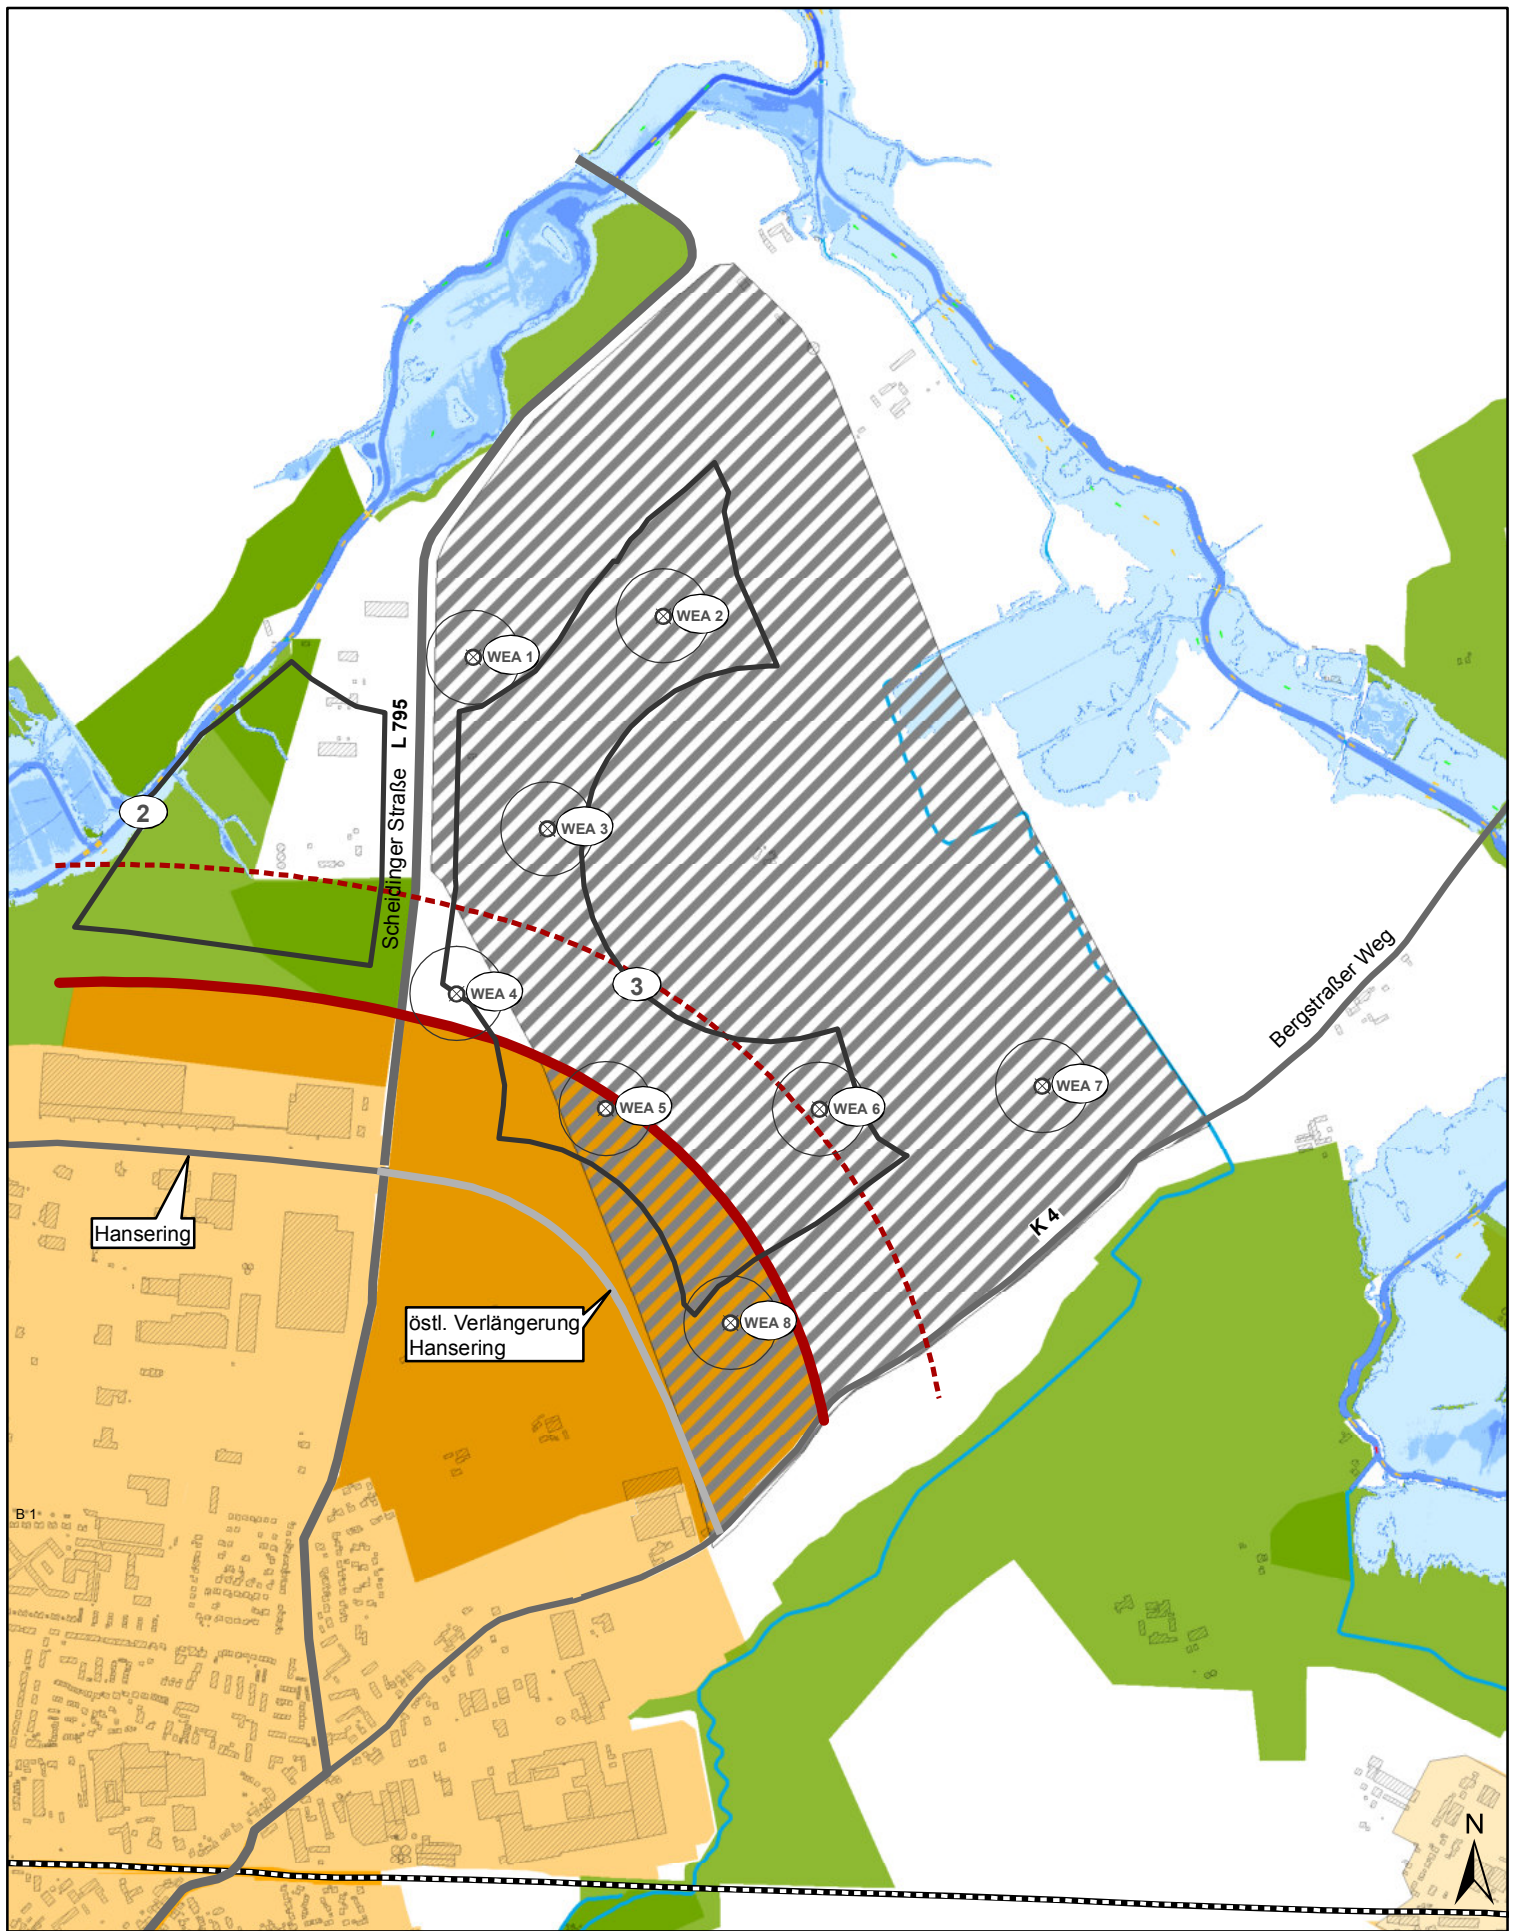 WEA 2
WEA 1
L 795
Scheidinger Straße
2
WEA 3
3
WEA 4
Bergstraßer Weg
WEA 5
WEA 6
WEA 7
Hansering
K 4
östl. Verlängerung
Hansering
WEA 8
B 1
N